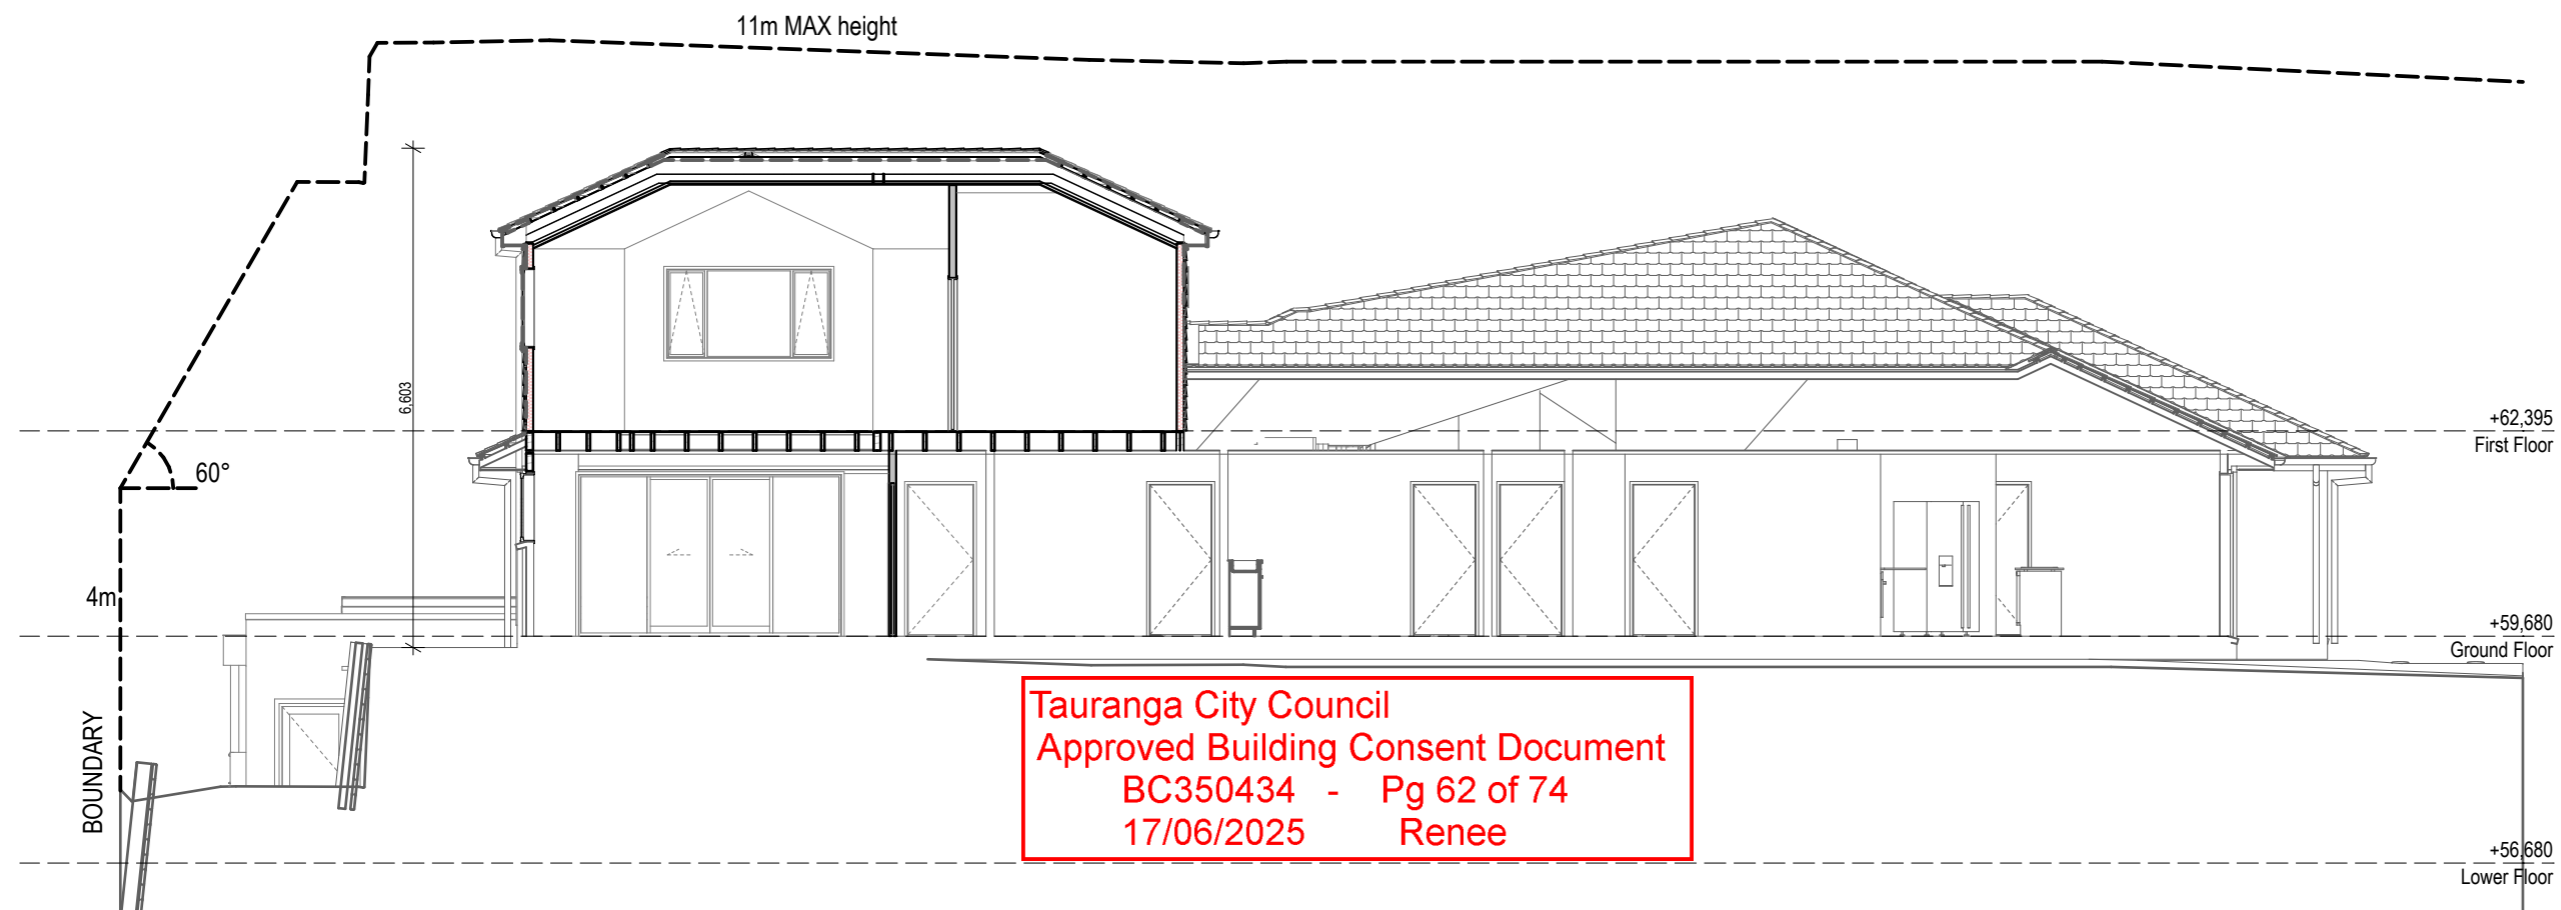 11m MAX height
6,603
+62,395
First Floor
60°
4m
+59,680
Ground Floor
BOUNDARY
Tauranga City Council
Approved Building Consent Document
BC350434 - Pg 62 of 74
17/06/2025 Renee
+56,680
Lower Floor